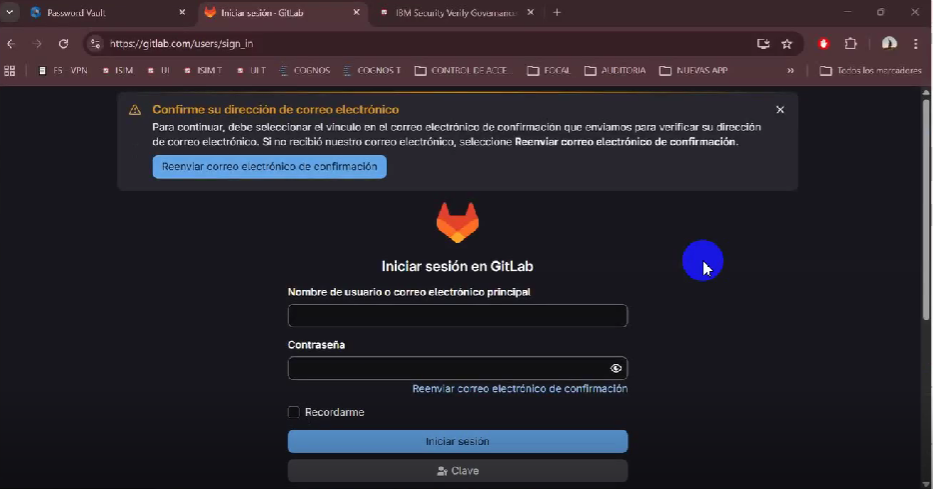 Password Vault
Iniciar sesión · GitLab
IBM Security Verify Governance
https://gitlab.com/users/sign_in
VPN
ISIM
ISIM T
COGNOS
COGNOS T
CONTROL DE ACCE...
FOCAL
AUDITORIA
NUEVAS APP
Todos los marcadores
Confirme su dirección de correo electrónico
Para continuar, debe seleccionar el vínculo en el correo electrónico de confirmación que enviamos para verificar su dirección
de correo electrónico. Si no recibió nuestro correo electrónico, seleccione Reenviar correo electrónico de confirmación.
Reenviar correo electrónico de confirmación
Iniciar sesión en GitLab
Nombre de usuario o correo electrónico principal
Contraseña
Reenviar correo electrónico de confirmación
Recordarme
Iniciar sesión
Clave